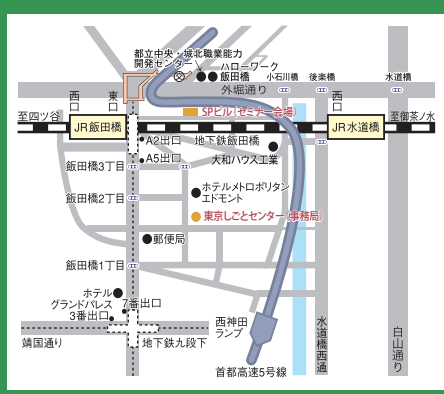 都立中央・城北職業能力
開発センター
ハローワーク
飯田橋
小石川橋
後楽橋
水道橋
外堀通り
西口
東口
西口
SPビル(セミナー会場)
至四ツ谷
至御茶ノ水
JR飯田橋
JR水道橋
A2出口
地下鉄飯田橋
A5出口
大和ハウス工業
飯田橋3丁目
ホテルメトロポリタン
エドモント
飯田橋2丁目
東京しごとセンター(事務局)
郵便局
飯田橋1丁目
ホテル
グランドパレス
7番出口
3番出口
西神田
ランプ
水道橋西通
白山通り
靖国通り
地下鉄九段下
首都高速5号線